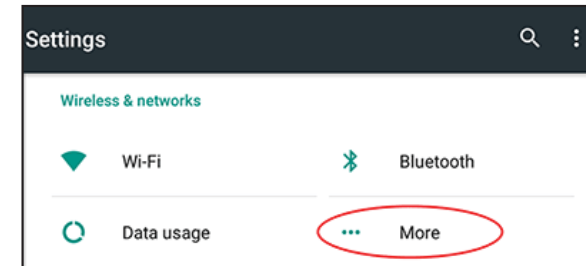 Settings
Wireless & networks
Wi-Fi
Bluetooth
Data usage
More